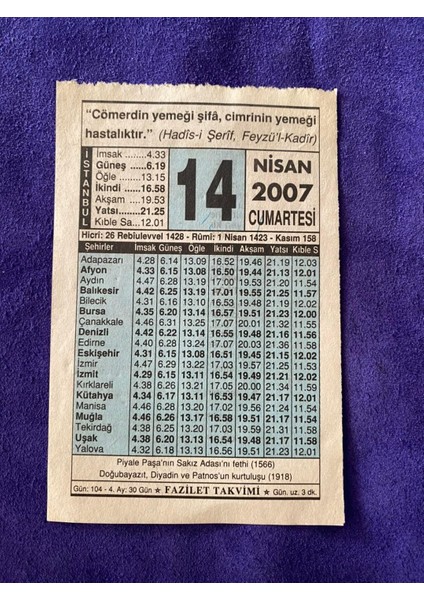 “Cömerdin yemeği şifâ, cimrinin yemeği
hastalıktır.” (Hadîs-i Şerîf, Feyzü'l-Kadîr)
İSTANBUL
İmsak ......4.33
Güneş .....6.19
Öğle .......13.15
İkindi .....16.58
Akşam ....19.53
Yatsı.......21.25
Kıble Sa..12.01
14
NİSAN
2007
CUMARTESİ
Hicrî: 26 Rebiulevvel 1428 - Rûmî: 1 Nisan 1423 - Kasım 158
Şehirler İmsak Güneş Öğle İkindi Akşam Yatsı Kıble S
Adapazarı 4.28 6.14 13.09 16.52 19.46 21.19 12.03
Afyon 4.33 6.15 13.08 16.50 19.44 21.13 12.01
Aydın 4.47 6.28 13.19 17.00 19.53 21.20 11.54
Balıkesir 4.42 6.25 13.19 17.01 19.55 21.25 11.57
Bilecik 4.31 6.16 13.10 16.53 19.48 21.19 12.02
Bursa 4.35 6.20 13.14 16.57 19.51 21.23 12.00
Çanakkale 4.46 6.31 13.25 17.07 20.01 21.32 11.55
Denizli 4.42 6.22 13.14 16.55 19.48 21.16 11.56
Edirne 4.40 6.28 13.24 17.07 20.03 21.36 11.58
Eskişehir 4.31 6.15 13.08 16.51 19.45 21.15 12.02
İzmir 4.47 6.29 13.22 17.03 19.57 21.25 11.55
İzmit 4.29 6.15 13.11 16.54 19.49 21.21 12.02
Kırklareli 4.38 6.26 13.21 17.05 20.00 21.34 11.59
Kütahya 4.34 6.17 13.11 16.53 19.47 21.17 12.01
Manisa 4.46 6.28 13.20 17.02 19.56 21.24 11.55
Muğla 4.46 6.26 13.17 16.58 19.51 21.17 11.54
Tekirdağ 4.38 6.25 13.20 17.03 19.58 21.31 11.58
Uşak 4.38 6.20 13.13 16.54 19.48 21.17 11.58
Yalova 4.32 6.18 13.13 16.56 19.51 21.23 12.01
Piyale Paşa'nın Sakız Adası'nı fethi (1566)
Doğubayazıt, Diyadin ve Patnos'un kurtuluşu (1918)
Gün: 104 - 4. Ay: 30 Gün ★ FAZİLET TAKVİMİ ★ Gün. uz. 3 dk.